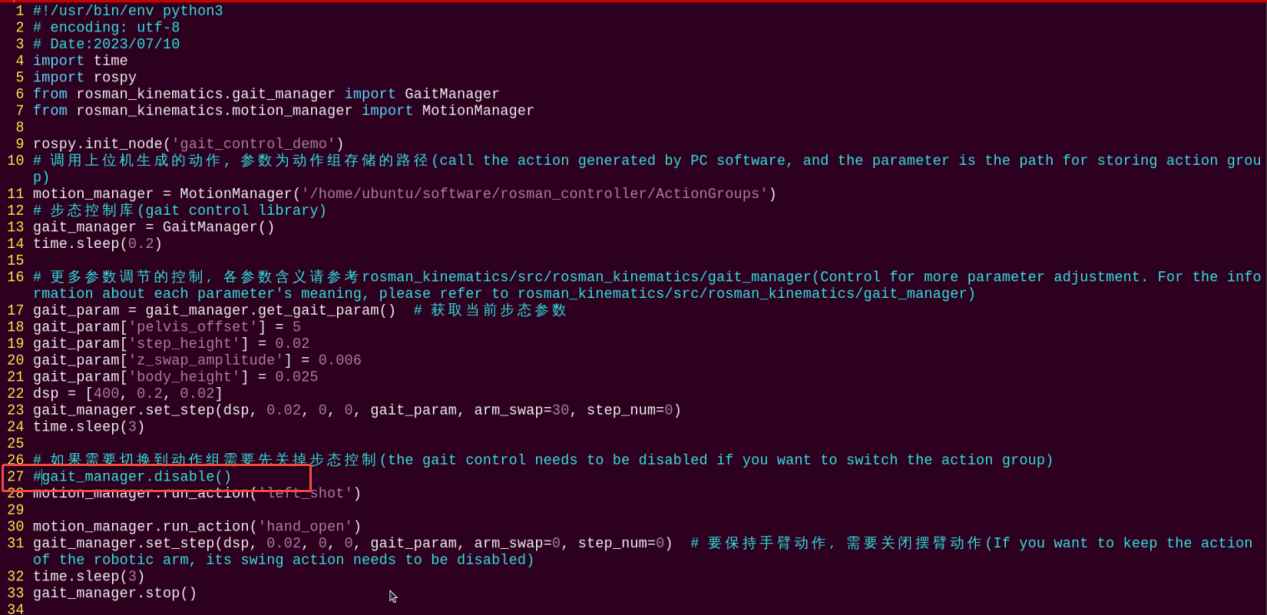 1 #!/usr/bin/env python3
2 # encoding: utf-8
3 # Date:2023/07/10
4 import time
5 import rospy
6 from rosman_kinematics.gait_manager import GaitManager
7 from rosman_kinematics.motion_manager import MotionManager
8
9 rospy.init_node('gait_control_demo')
10 # 调用上位机生成的动作, 参数为动作组存储的路径(call the action generated by PC software, and the parameter is the path for storing action grou
p)
11 motion_manager = MotionManager('/home/ubuntu/software/rosman_controller/ActionGroups')
12 # 步态控制库(gait control library)
13 gait_manager = GaitManager()
14 time.sleep(0.2)
15
16 # 更多参数调节的控制, 各参数含义请参考rosman_kinematics/src/rosman_kinematics/gait_manager(Control for more parameter adjustment. For the info
rmation about each parameter's meaning, please refer to rosman_kinematics/src/rosman_kinematics/gait_manager)
17 gait_param = gait_manager.get_gait_param()  # 获取当前步态参数
18 gait_param['pelvis_offset'] = 5
19 gait_param['step_height'] = 0.02
20 gait_param['z_swap_amplitude'] = 0.006
21 gait_param['body_height'] = 0.025
22 dsp = [400, 0.2, 0.02]
23 gait_manager.set_step(dsp, 0.02, 0, 0, gait_param, arm_swap=30, step_num=0)
24 time.sleep(3)
25
26 # 如果需要切换到动作组需要先关掉步态控制(the gait control needs to be disabled if you want to switch the action group)
27 #gait_manager.disable()
28 motion_manager.run_action('left_shot')
29
30 motion_manager.run_action('hand_open')
31 gait_manager.set_step(dsp, 0.02, 0, 0, gait_param, arm_swap=0, step_num=0)  # 要保持手臂动作, 需要关闭摆臂动作(If you want to keep the action
of the robotic arm, its swing action needs to be disabled)
32 time.sleep(3)
33 gait_manager.stop()
34